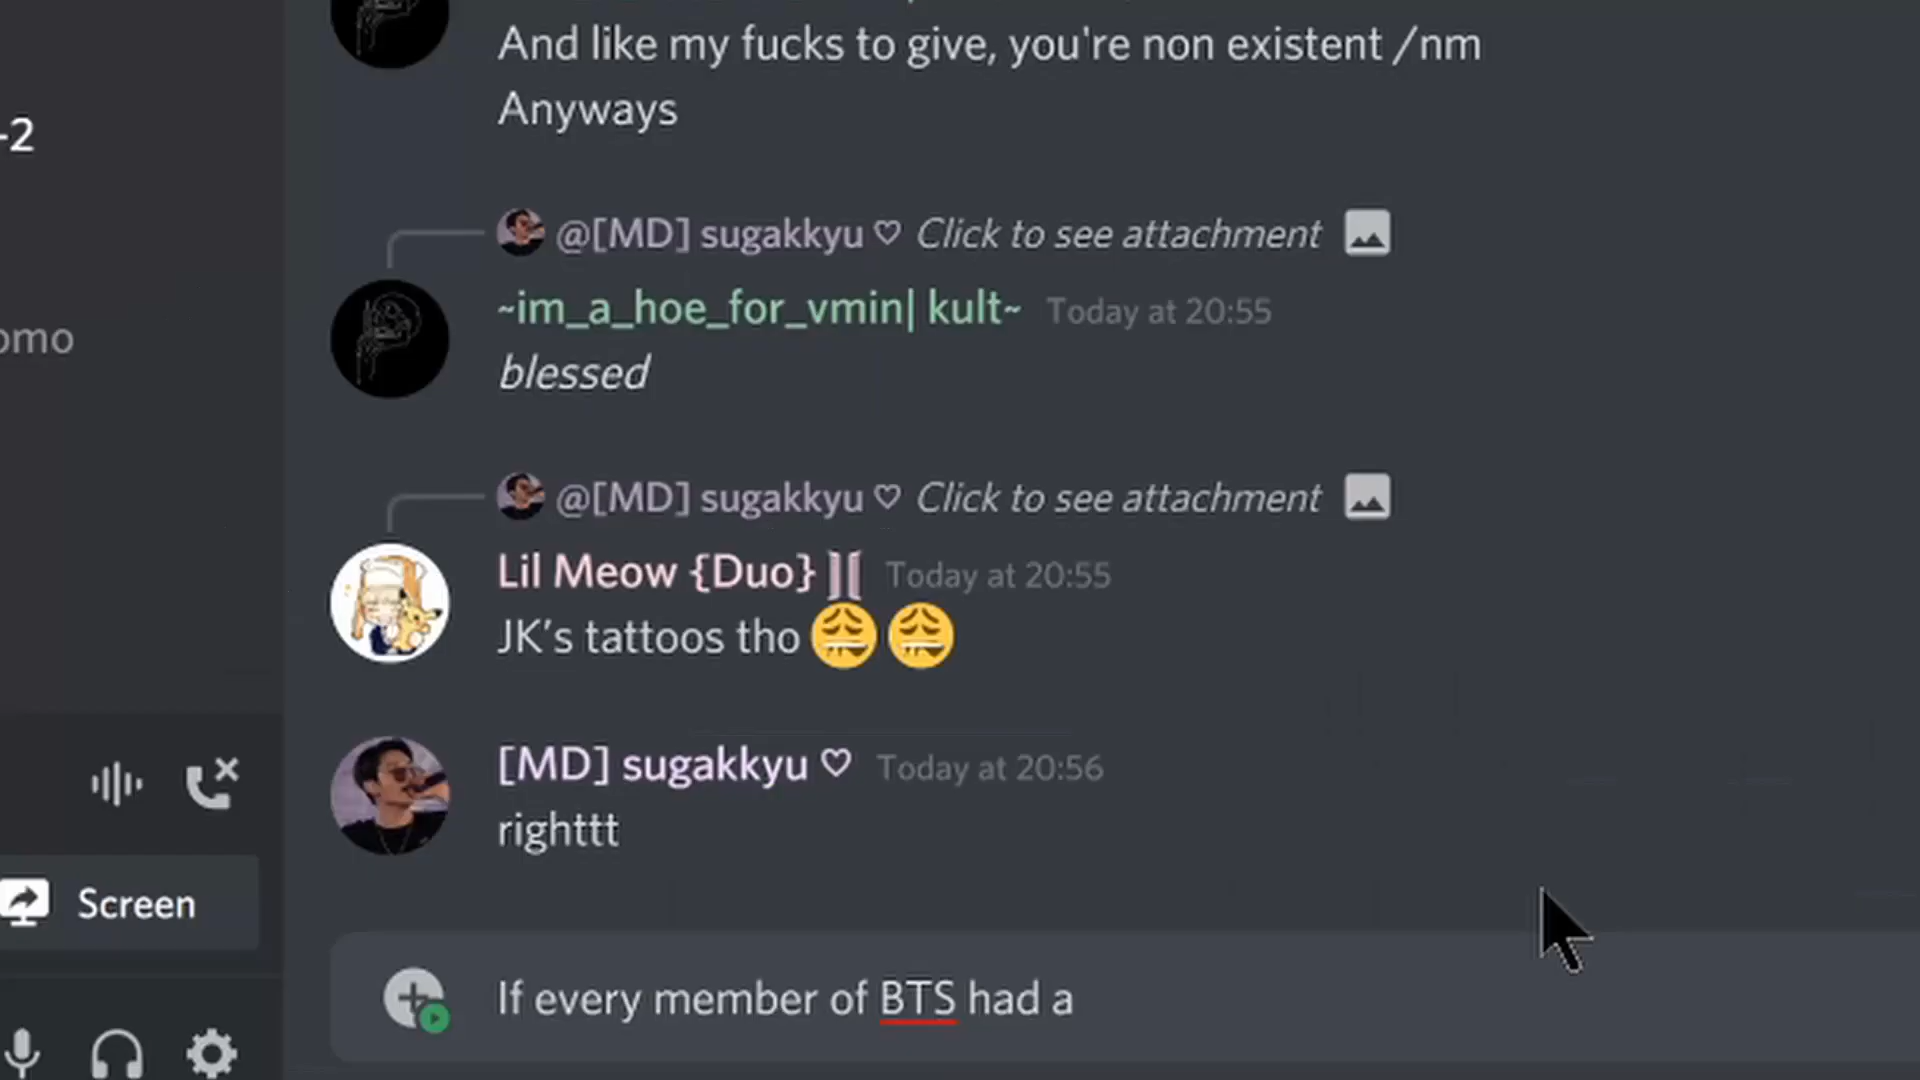 And like my fucks to give, you're non existent /nm
Anyways
-2
@[MD] sugakkyu ♡ Click to see attachment
~im_a_hoe_for_vmin| kult~ Today at 20:55
omo
blessed
@[MD] sugakkyu ♡ Click to see attachment
Lil Meow {Duo} Today at 20:55
JK’s tattoos tho 😩😩
[MD] sugakkyu ♡ Today at 20:56
righttt
Screen
If every member of BTS had a